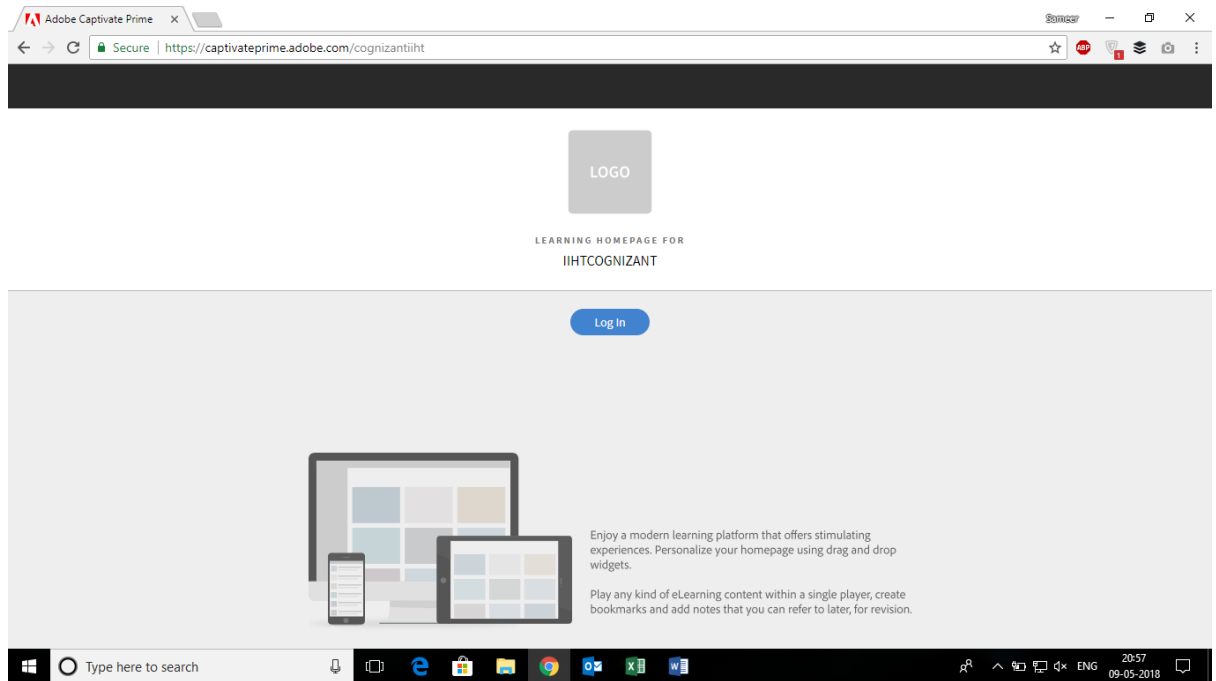 Adobe Captivate Prime
Sameer
Secure | https://captivateprime.adobe.com/cognizantiiht
ABP
1
LOGO
LEARNING HOMEPAGE FOR
IIHTCOGNIZANT
Log In
Enjoy a modern learning platform that offers stimulating
experiences. Personalize your homepage using drag and drop
widgets.
Play any kind of eLearning content within a single player, create
bookmarks and add notes that you can refer to later, for revision.
Type here to search
ENG
20:57
09-05-2018